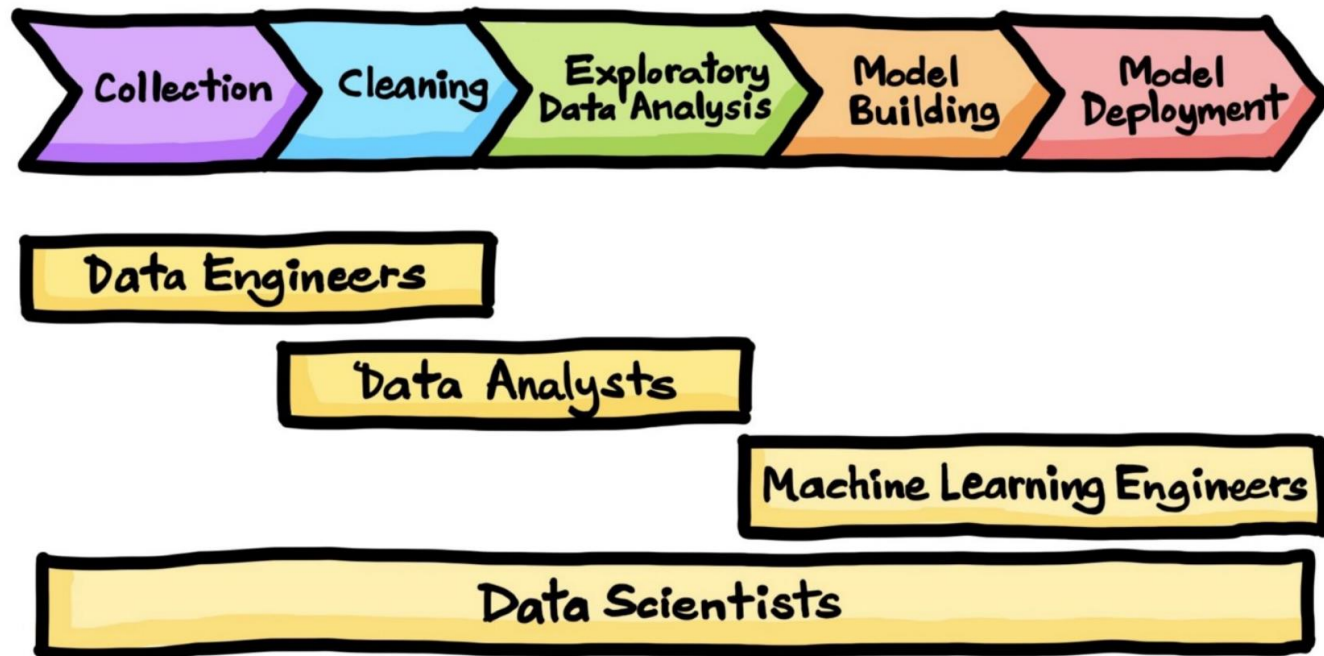 Collection
Cleaning
Exploratory
Data Analysis
Model
Building
Model
Deployment
Data Engineers
Data Analysts
Machine Learning Engineers
Data Scientists